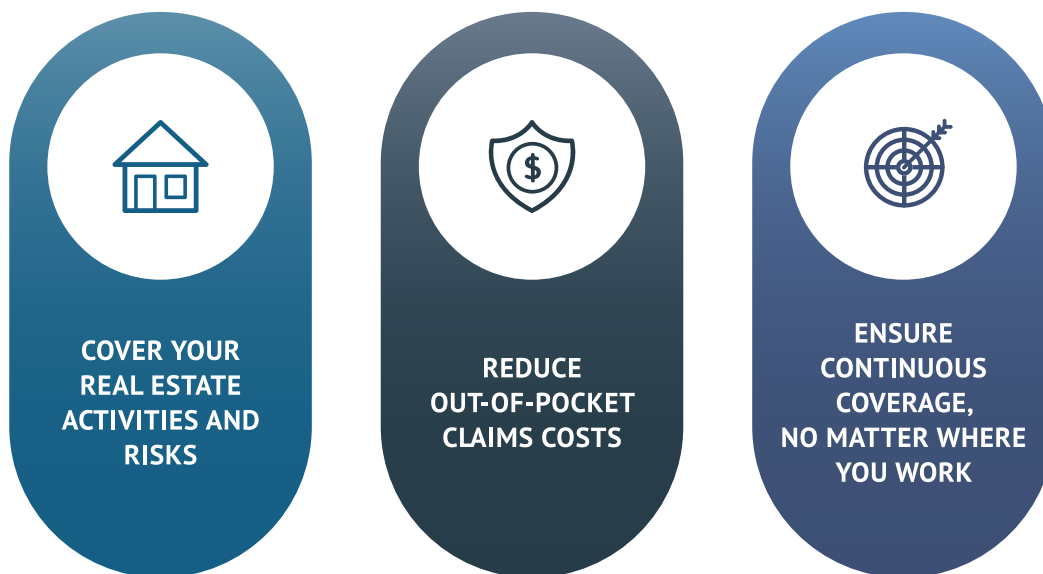 COVER YOUR
REAL ESTATE
ACTIVITIES AND
RISKS
$
REDUCE
OUT-OF-POCKET
CLAIMS COSTS
ENSURE
CONTINUOUS
COVERAGE,
NO MATTER WHERE
YOU WORK